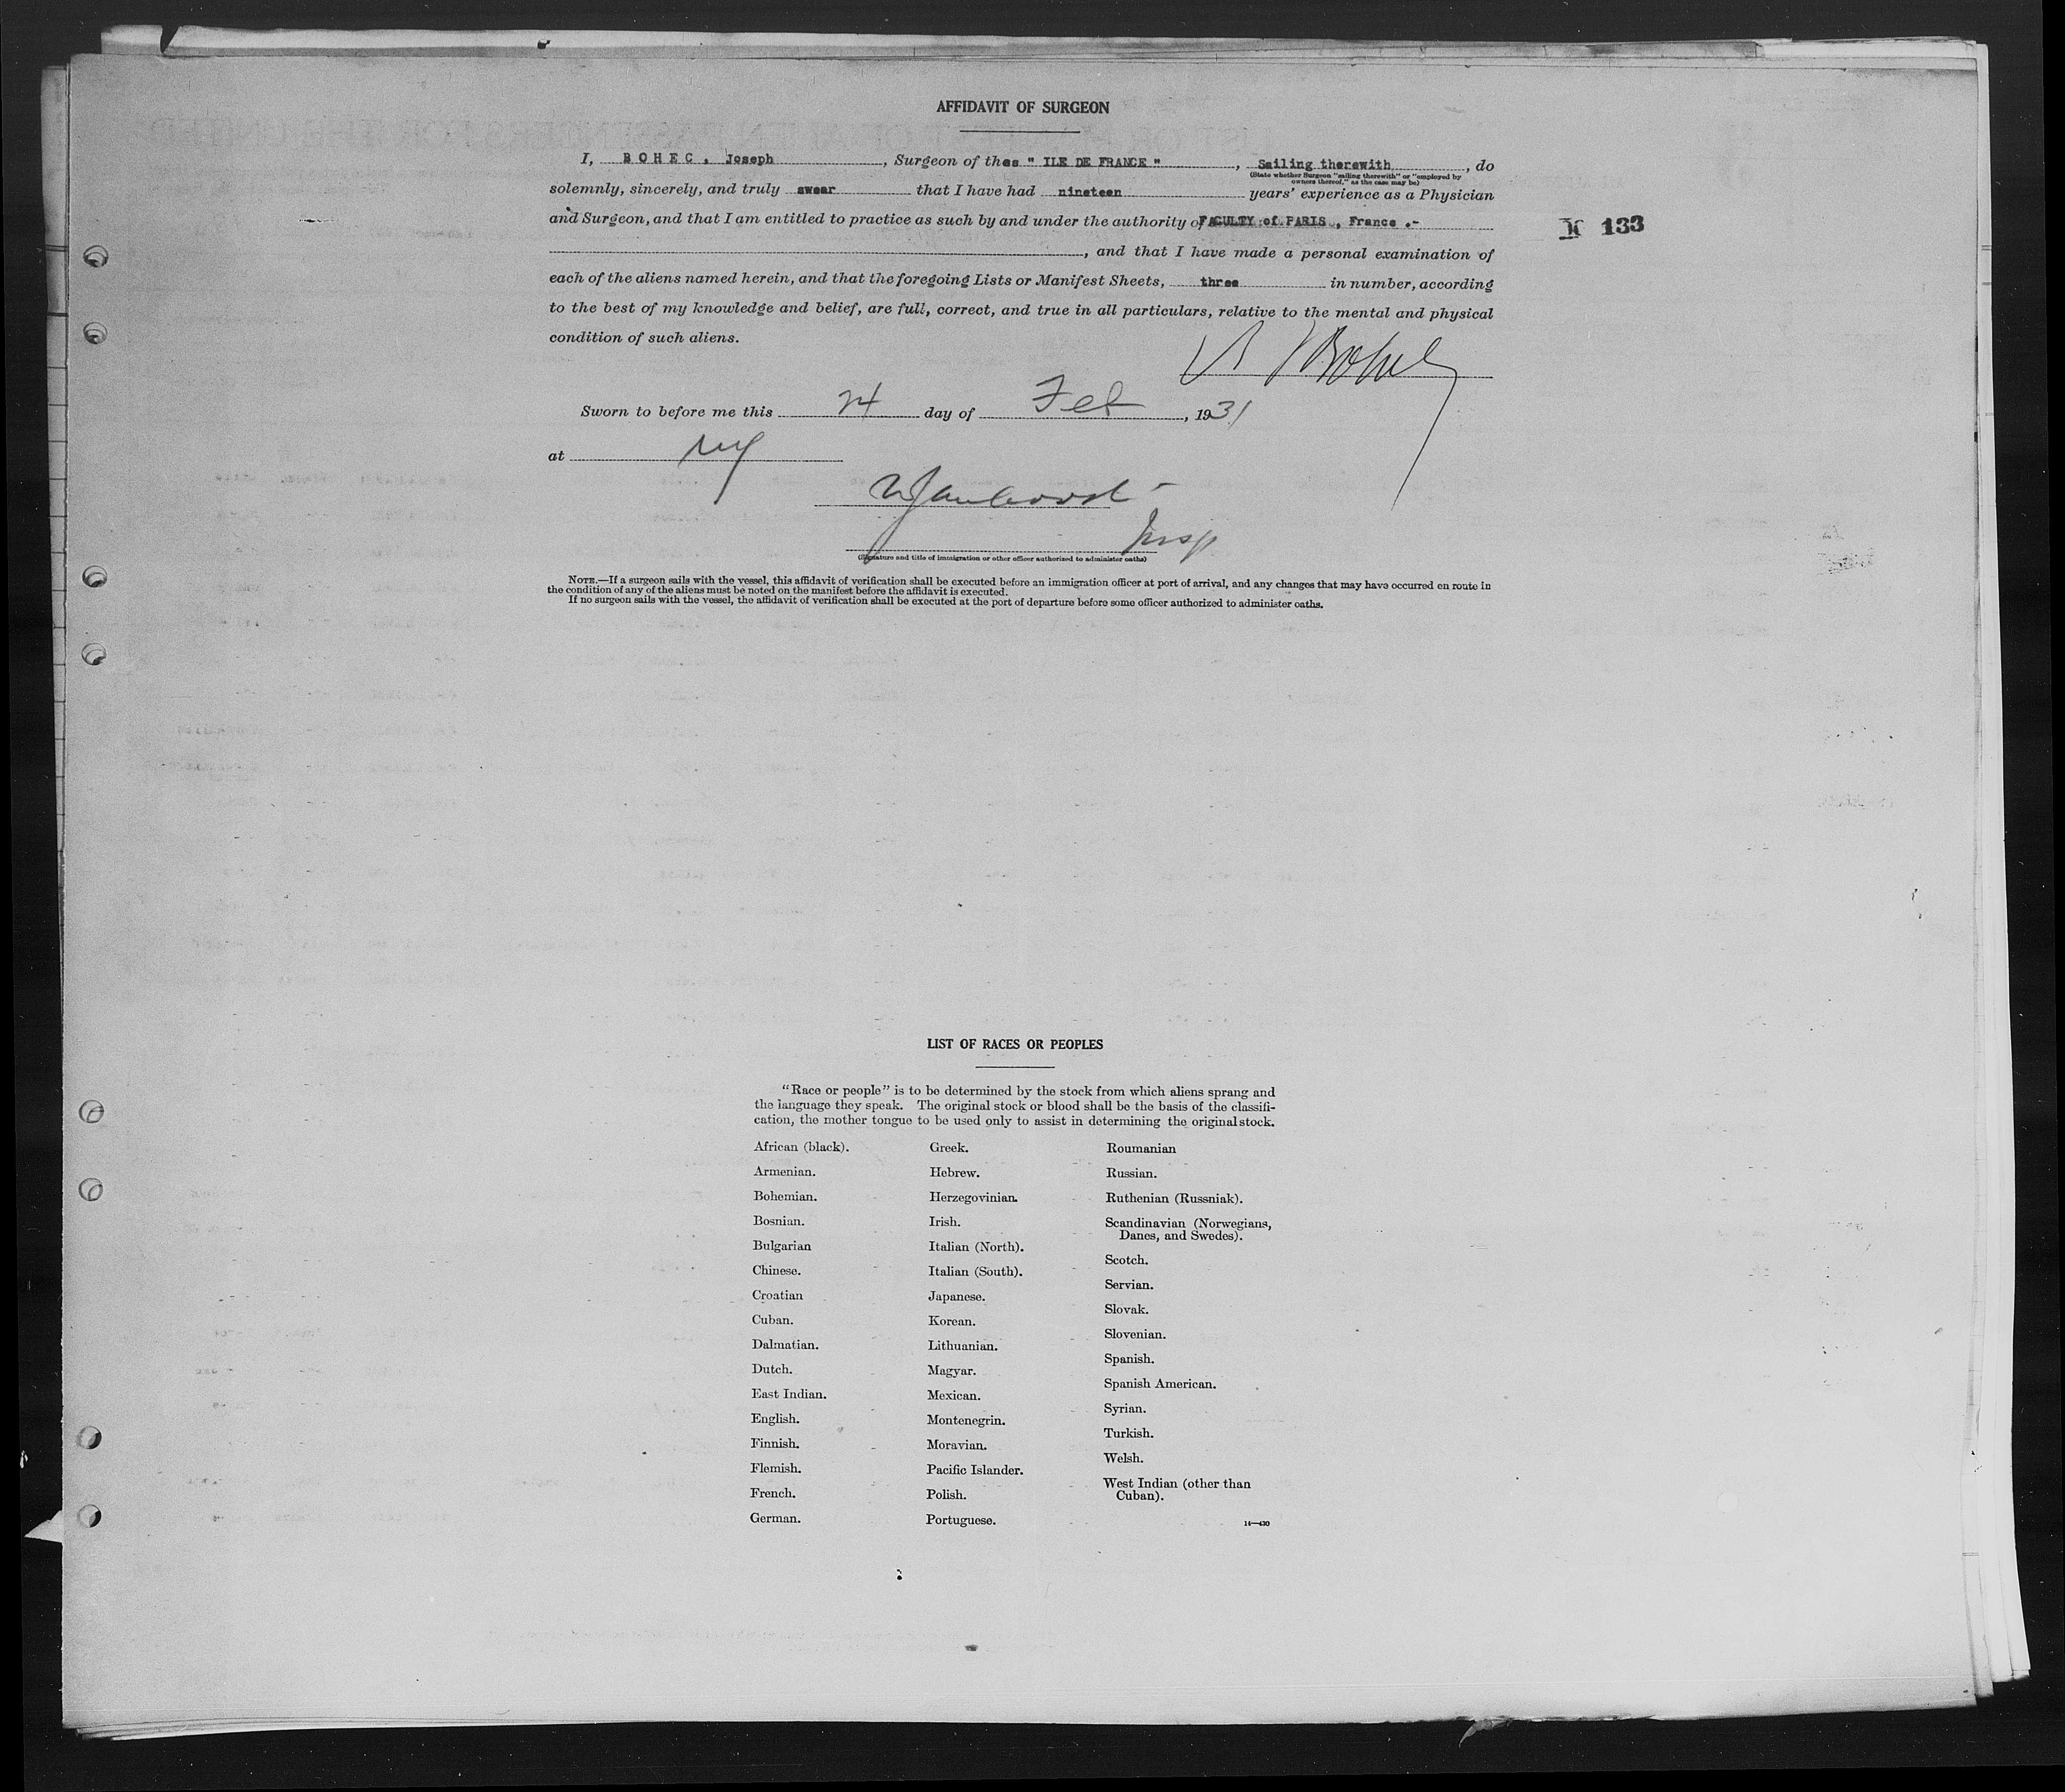 AFFIDAVIT OF SURGEON
I, BOHEC, Joseph, Surgeon of thes " ILE DE FRANCE ", Sailing therewith, do
(State whether Surgeon "sailing therewith" or "employed by
owners thereof," as the case may be)
solemnly, sincerely, and truly swear that I have had nineteen years' experience as a Physician
and Surgeon, and that I am entitled to practice as such by and under the authority of FACULTY of PARIS, France .-
133
, and that I have made a personal examination of
each of the aliens named herein, and that the foregoing Lists or Manifest Sheets, three in number, according
to the best of my knowledge and belief, are full, correct, and true in all particulars, relative to the mental and physical
condition of such aliens.
Bohec
Sworn to before me this 24 day of Feb, 1931
at NY
Insp
(Signature and title of immigration or other officer authorized to administer oaths)
NOTE.—If a surgeon sails with the vessel, this affidavit of verification shall be executed before an immigration officer at port of arrival, and any changes that may have occurred en route in
the condition of any of the aliens must be noted on the manifest before the affidavit is executed.
If no surgeon sails with the vessel, the affidavit of verification shall be executed at the port of departure before some officer authorized to administer oaths.
LIST OF RACES OR PEOPLES
"Race or people" is to be determined by the stock from which aliens sprang and
the language they speak. The original stock or blood shall be the basis of the classifi-
cation, the mother tongue to be used only to assist in determining the original stock.
African (black).
Armenian.
Bohemian.
Bosnian.
Bulgarian
Chinese.
Croatian
Cuban.
Dalmatian.
Dutch.
East Indian.
English.
Finnish.
Flemish.
French.
German.
Greek.
Hebrew.
Herzegovinian.
Irish.
Italian (North).
Italian (South).
Japanese.
Korean.
Lithuanian.
Magyar.
Mexican.
Montenegrin.
Moravian.
Pacific Islander.
Polish.
Portuguese.
Roumanian
Russian.
Ruthenian (Russniak).
Scandinavian (Norwegians,
Danes, and Swedes).
Scotch.
Servian.
Slovak.
Slovenian.
Spanish.
Spanish American.
Syrian.
Turkish.
Welsh.
West Indian (other than
Cuban).
14—430